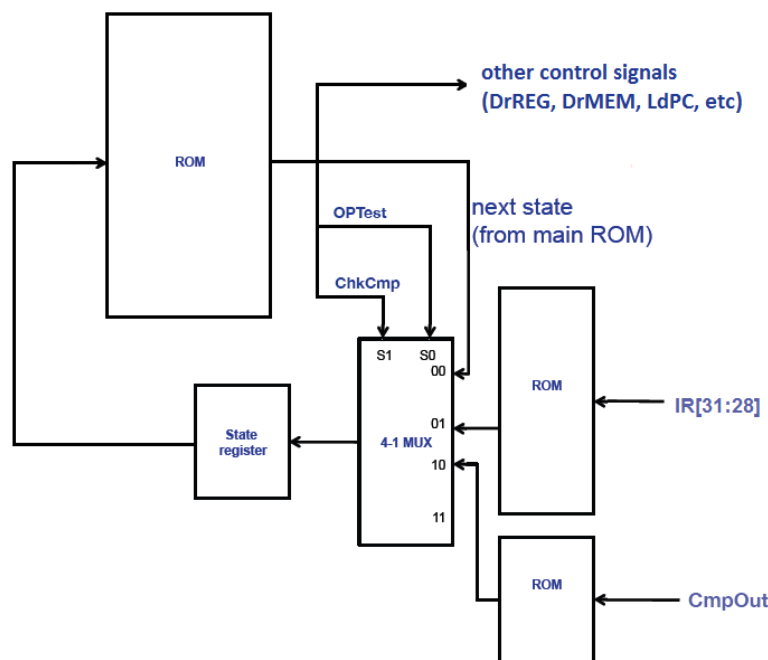 other control signals
(DrREG, DrMEM, LdPC, etc)
ROM
OPTest
next state
(from main ROM)
ChkCmp
S1 S0
00
ROM
IR[31:28]
01
State
register
4-1 MUX
10
11
ROM
CmpOut